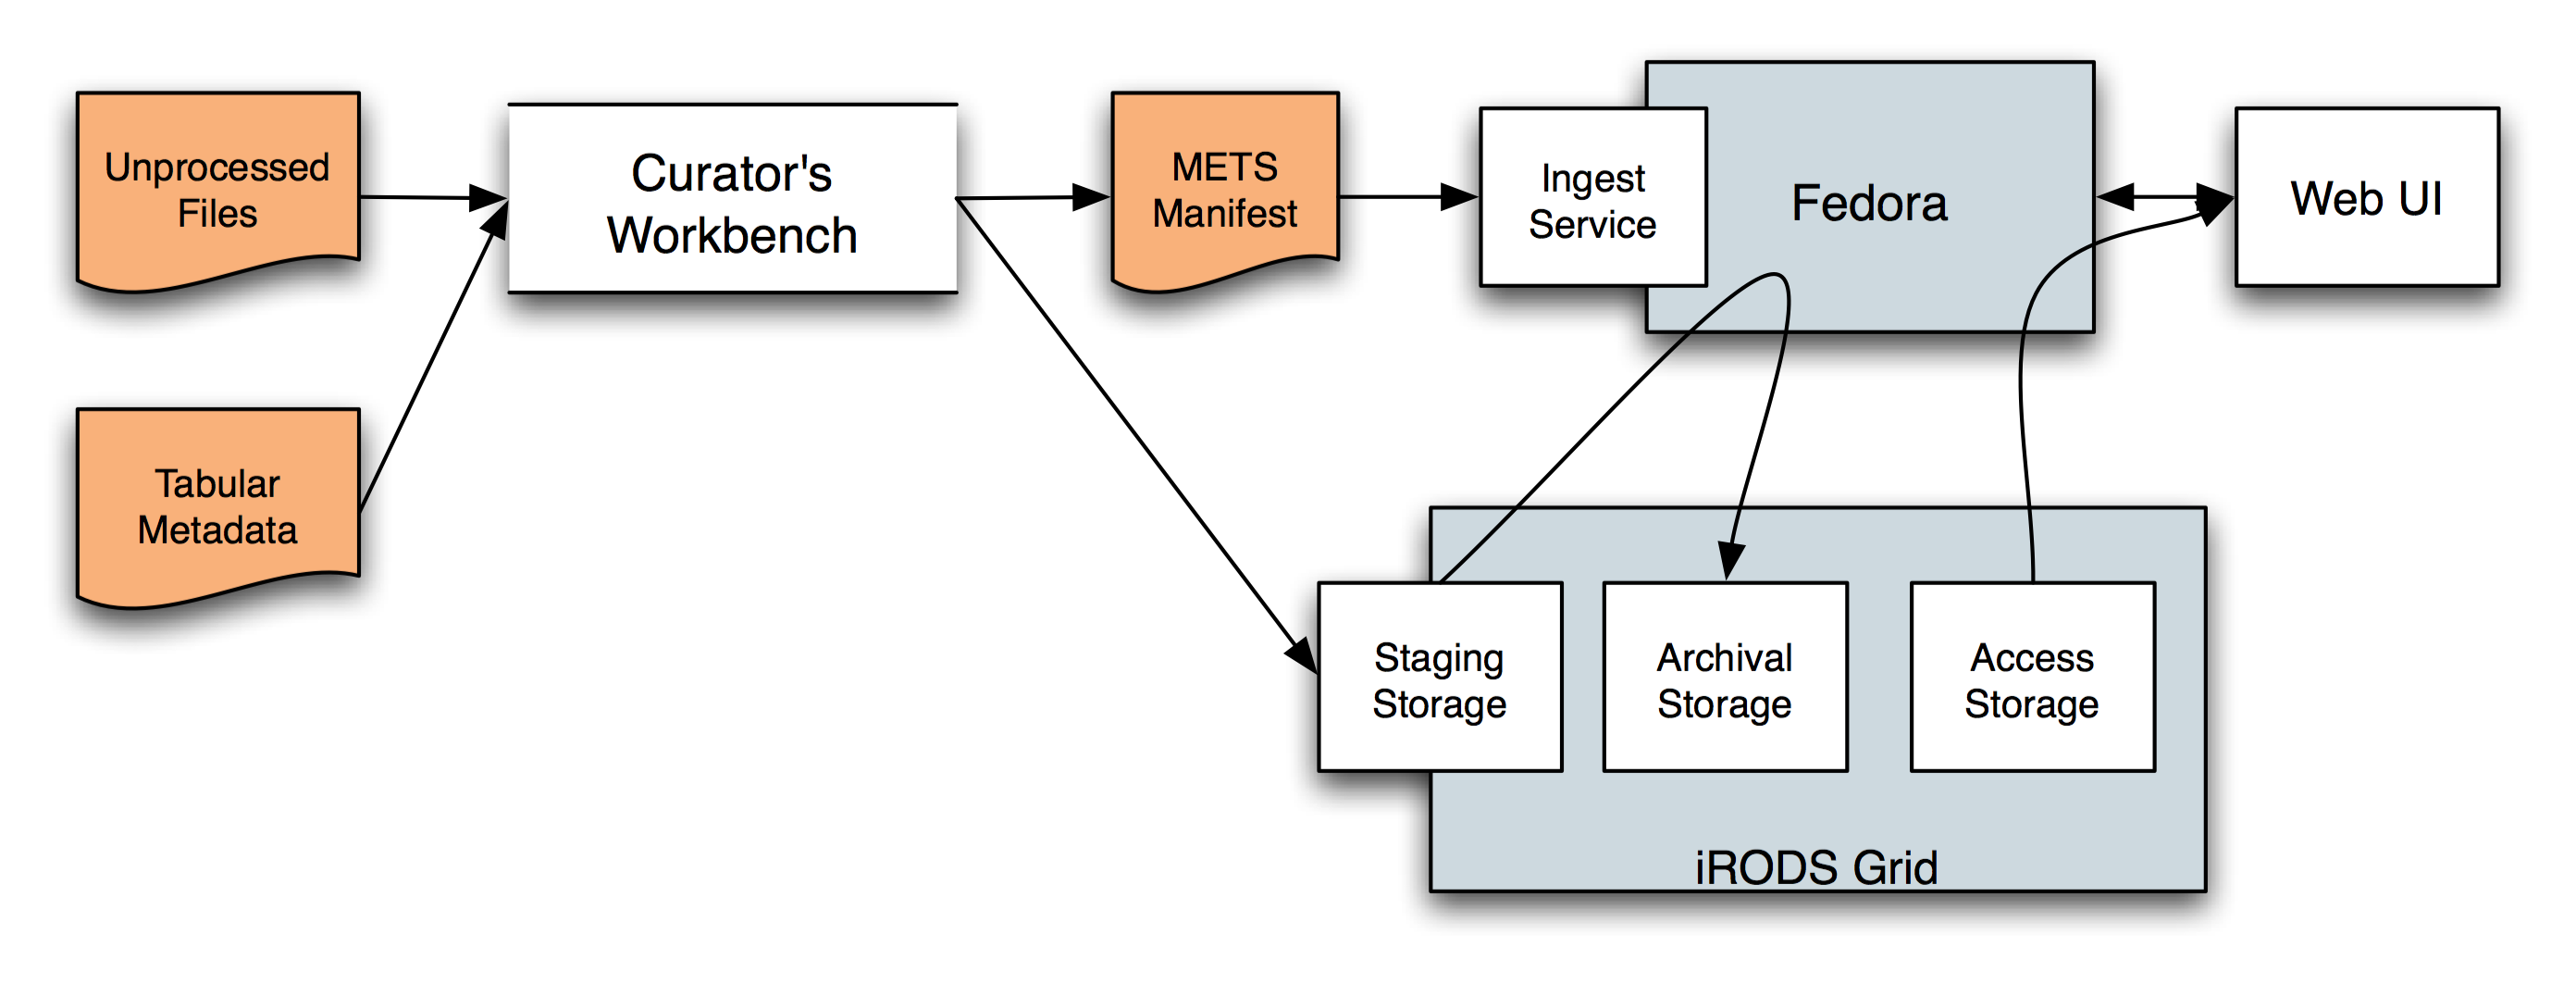 Unprocessed
Files
Curator's
Workbench
METS
Manifest
Ingest
Service
Fedora
Web UI
Tabular
Metadata
Staging
Storage
Archival
Storage
Access
Storage
iRODS Grid